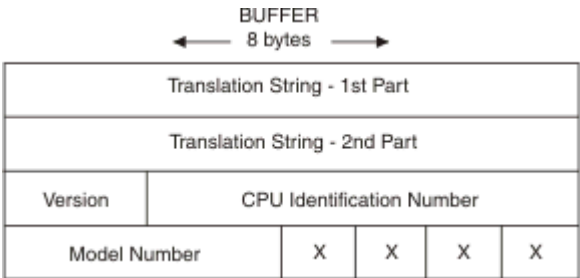 BUFFER
8 bytes
Translation String - 1st Part
Translation String - 2nd Part
Version CPU Identification Number
Model Number X X X X